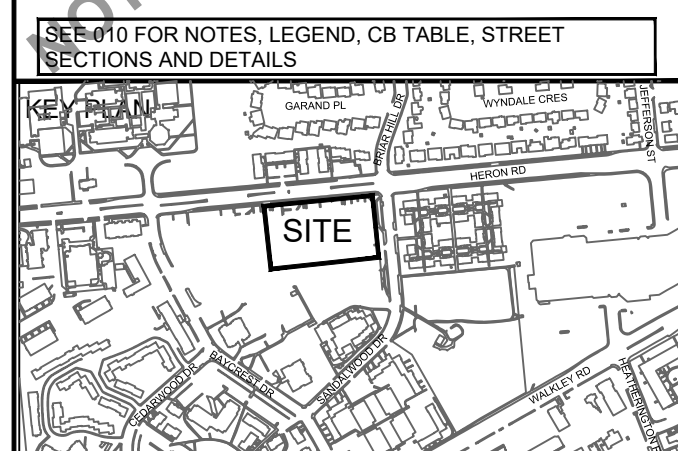 SEE 010 FOR NOTES, LEGEND, CB TABLE, STREET
SECTIONS AND DETAILS
KEY PLAN
GARAND PL
BRIAR HILL DR
WYNDALE CRES
JEFFERSON ST
HERON RD
SITE
BAYCREST DR
CEDARWOOD DR
SANDALWOOD DR
WALKLEY RD
HEATHERINGTON